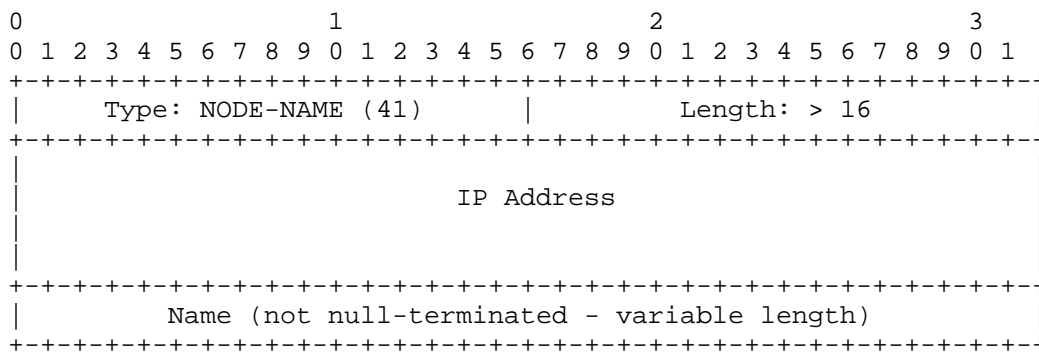 0                   1                   2                   3
0 1 2 3 4 5 6 7 8 9 0 1 2 3 4 5 6 7 8 9 0 1 2 3 4 5 6 7 8 9 0 1
+-+-+-+-+-+-+-+-+-+-+-+-+-+-+-+-+-+-+-+-+-+-+-+-+-+-+-+-+-+-+-+--
|     Type: NODE-NAME (41)      |         Length: > 16
+-+-+-+-+-+-+-+-+-+-+-+-+-+-+-+-+-+-+-+-+-+-+-+-+-+-+-+-+-+-+-+--
|
|                           IP Address
|
|
+-+-+-+-+-+-+-+-+-+-+-+-+-+-+-+-+-+-+-+-+-+-+-+-+-+-+-+-+-+-+-+--
|         Name (not null-terminated - variable length)
+-+-+-+-+-+-+-+-+-+-+-+-+-+-+-+-+-+-+-+-+-+-+-+-+-+-+-+-+-+-+-+--